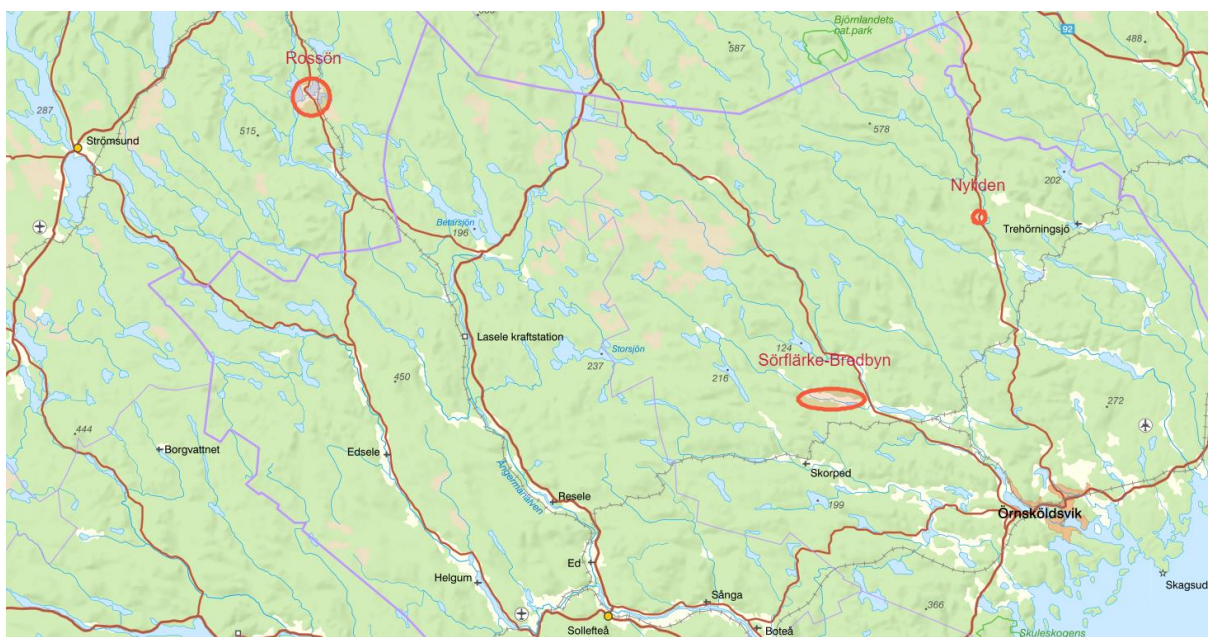 Björnlandets
nat.park
92
488
587
Rossön
287
515
578
Strömsund
Nyliden
202
Trehörningsjö
Betarsjön
196
Lasele kraftstation
Storsjön
237
124
Sörflärke-Bredbyn
216
450
272
444
Borgvattnet
Edsele
Skorped
Ångermanälven
Resele
199
Örnsköldsvik
Ed
Helgum
Skagsud
Sånga
366
Sollefteå
Boteå
Skuleskogens